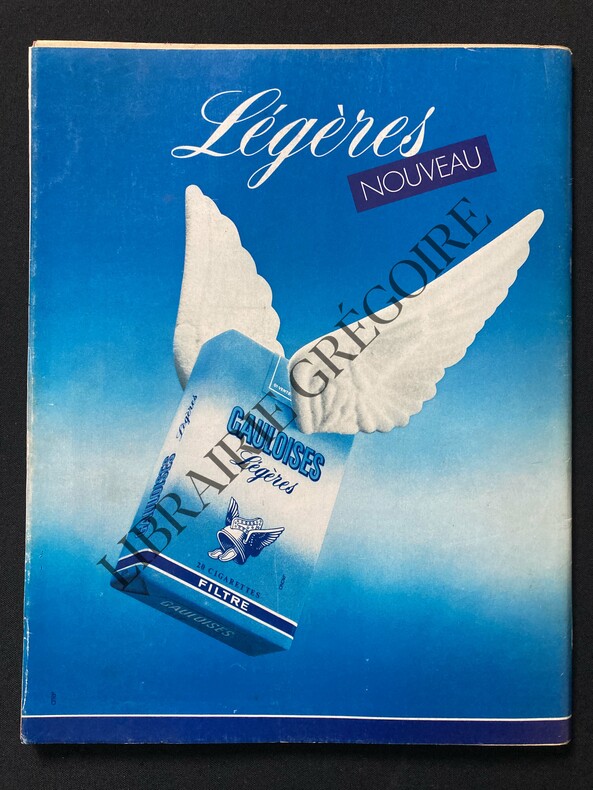 Légères
NOUVEAU
LIBRAIRIE GRÉGOIRE
Légères
GAULOISES
GAULOISES
Légères
20 CIGARETTES
FILTRE
GAULOISES